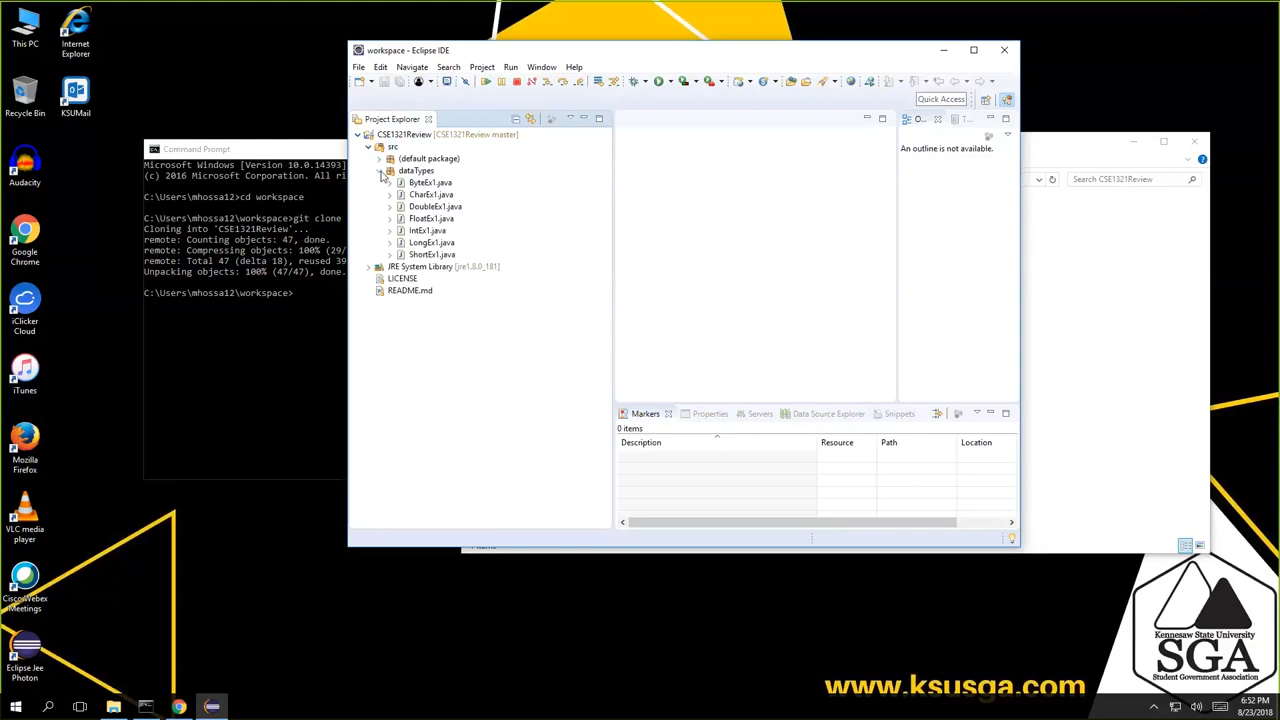 This PC
Internet
Explorer
Recycle Bin
KSUMail
Audacity
Google
Chrome
iClicker
Cloud
iTunes
Mozilla
Firefox
VLC media
player
Cisco Webex
Meetings
Eclipse Jee
Photon
Command Prompt
Microsoft Windows [Version 10.0.14393]
(c) 2016 Microsoft Corporation. All ri
C:\Users\mhossa12>cd workspace
C:\Users\mhossa12\workspace>git clone
Cloning into 'CSE1321Review'...
remote: Counting objects: 47, done.
remote: Compressing objects: 100% (29/
remote: Total 47 (delta 18), reused 39
Unpacking objects: 100% (47/47), done.
C:\Users\mhossa12\workspace>
workspace - Eclipse IDE
File Edit Navigate Search Project Run Window Help
Quick Access
Project Explorer
CSE1321Review [CSE1321Review master]
src
(default package)
dataTypes
ByteEx1.java
CharEx1.java
DoubleEx1.java
FloatEx1.java
IntEx1.java
LongEx1.java
ShortEx1.java
JRE System Library [jre1.8.0_181]
LICENSE
README.md
O...
T...
An outline is not available.
Markers Properties Servers Data Source Explorer Snippets
0 items
Description Resource Path Location
Search CSE1321Review
Kennesaw State University
SGA
Student Government Association
www.ksusga.com
6:52 PM
8/23/2018